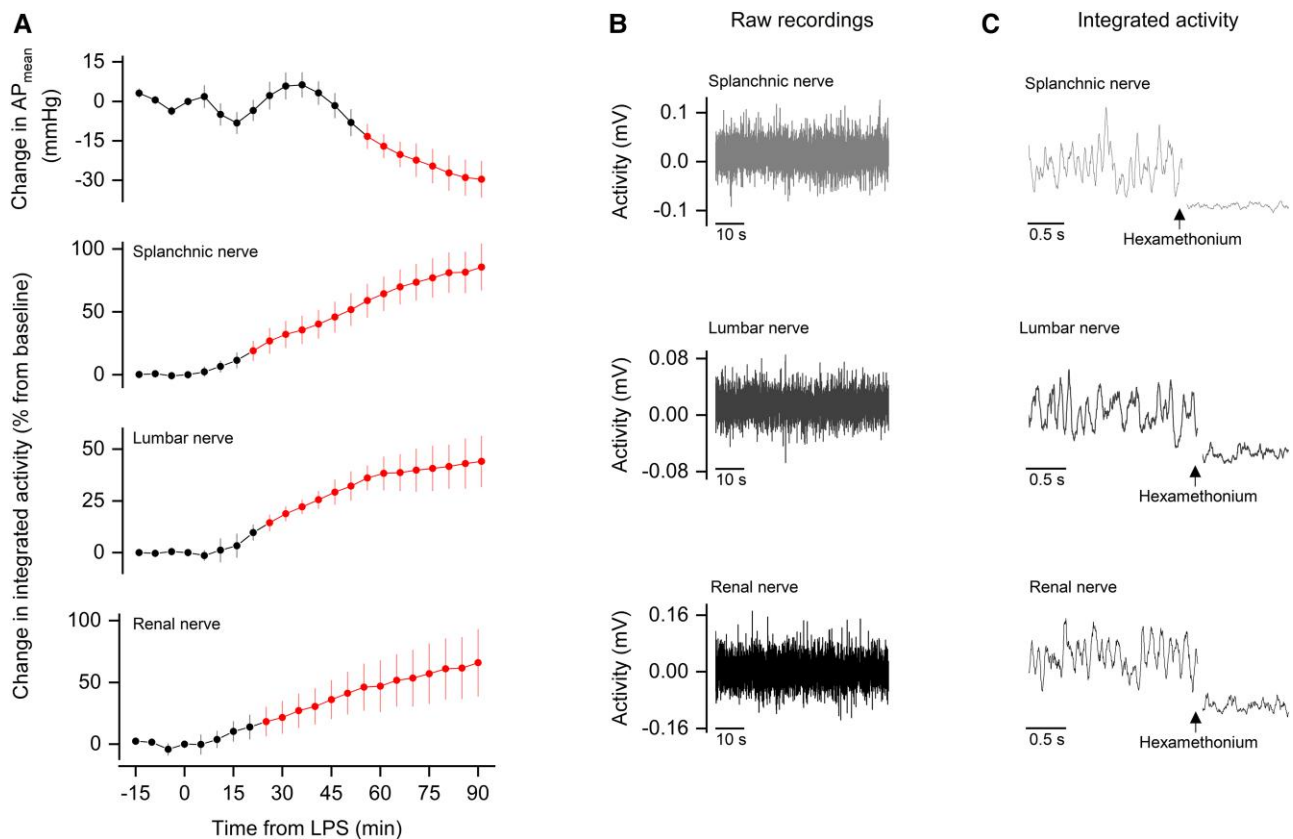 A
Change in APmean
(mmHg)
15
0
-15
-30
Change in integrated activity (% from baseline)
Splanchnic nerve
100
50
0
Lumbar nerve
50
25
0
Renal nerve
100
50
0
-15 0 15 30 45 60 75 90
Time from LPS (min)
B
Raw recordings
Splanchnic nerve
Activity (mV)
0.1
0.0
-0.1
10 s
Lumbar nerve
Activity (mV)
0.08
0.00
-0.08
10 s
Renal nerve
Activity (mV)
0.16
0.00
-0.16
10 s
C
Integrated activity
Splanchnic nerve
0.5 s
Hexamethonium
Lumbar nerve
0.5 s
Hexamethonium
Renal nerve
0.5 s
Hexamethonium